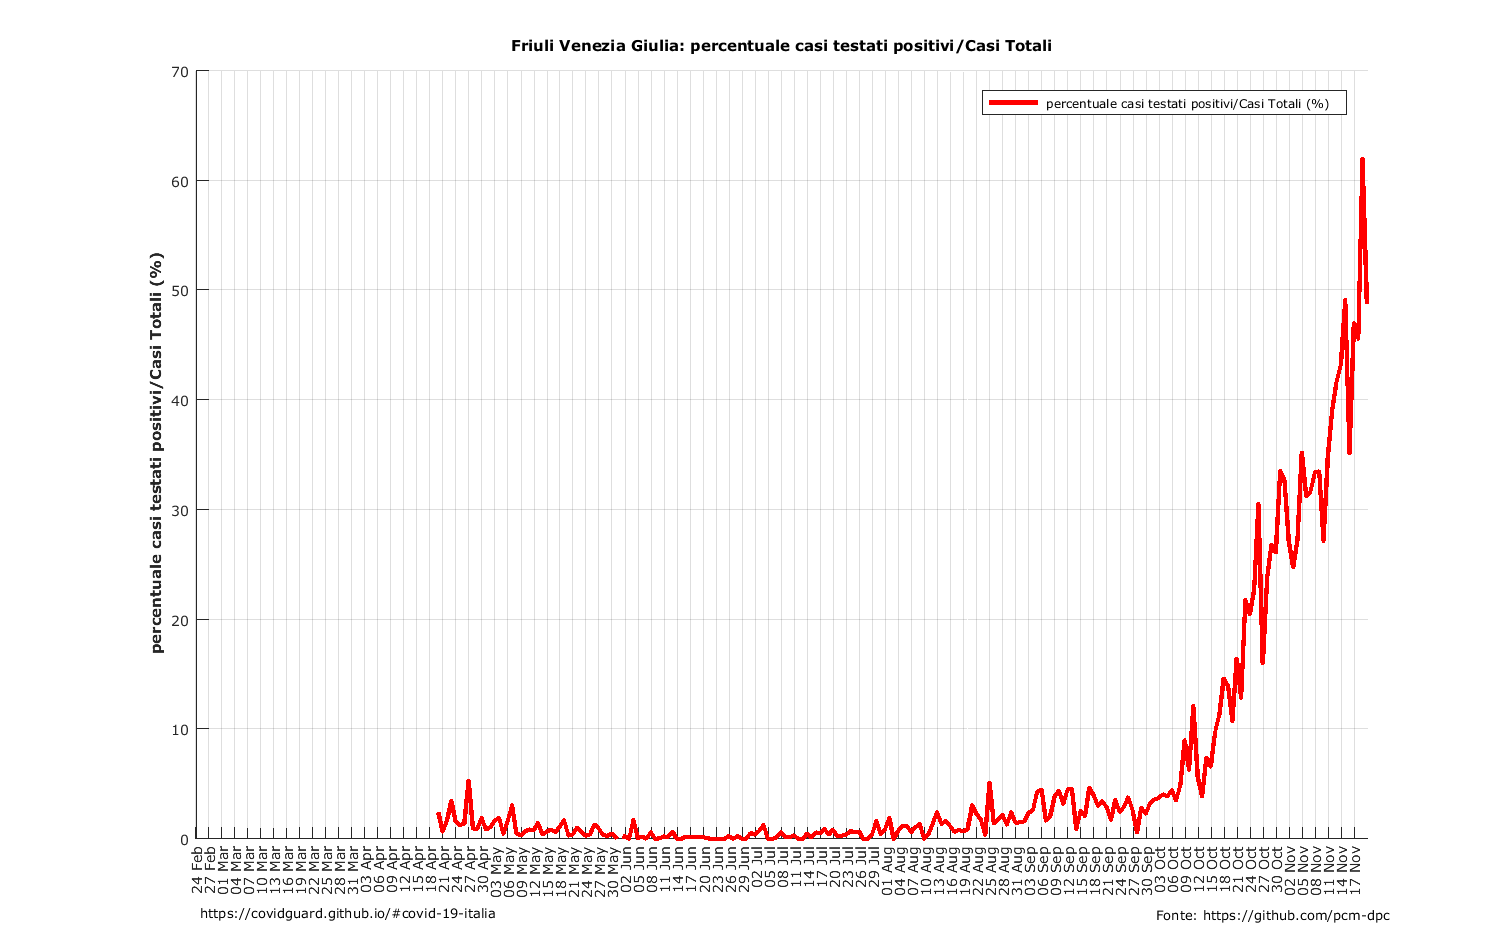 Friuli Venezia Giulia: percentuale casi testati positivi/Casi Totali
percentuale casi testati positivi/Casi Totali (%)
percentuale casi testati positivi/Casi Totali (%)
70
60
50
40
30
20
10
0
24 Feb
27 Feb
01 Mar
04 Mar
07 Mar
10 Mar
13 Mar
16 Mar
19 Mar
22 Mar
25 Mar
28 Mar
31 Mar
03 Apr
06 Apr
09 Apr
12 Apr
15 Apr
18 Apr
21 Apr
24 Apr
27 Apr
30 Apr
03 May
06 May
09 May
12 May
15 May
18 May
21 May
24 May
27 May
30 May
02 Jun
05 Jun
08 Jun
11 Jun
14 Jun
17 Jun
20 Jun
23 Jun
26 Jun
29 Jun
02 Jul
05 Jul
08 Jul
11 Jul
14 Jul
17 Jul
20 Jul
23 Jul
26 Jul
29 Jul
01 Aug
04 Aug
07 Aug
10 Aug
13 Aug
16 Aug
19 Aug
22 Aug
25 Aug
28 Aug
31 Aug
03 Sep
06 Sep
09 Sep
12 Sep
15 Sep
18 Sep
21 Sep
24 Sep
27 Sep
30 Sep
03 Oct
06 Oct
09 Oct
12 Oct
15 Oct
18 Oct
21 Oct
24 Oct
27 Oct
30 Oct
02 Nov
05 Nov
08 Nov
11 Nov
14 Nov
17 Nov
https://covidguard.github.io/#covid-19-italia
Fonte: https://github.com/pcm-dpc